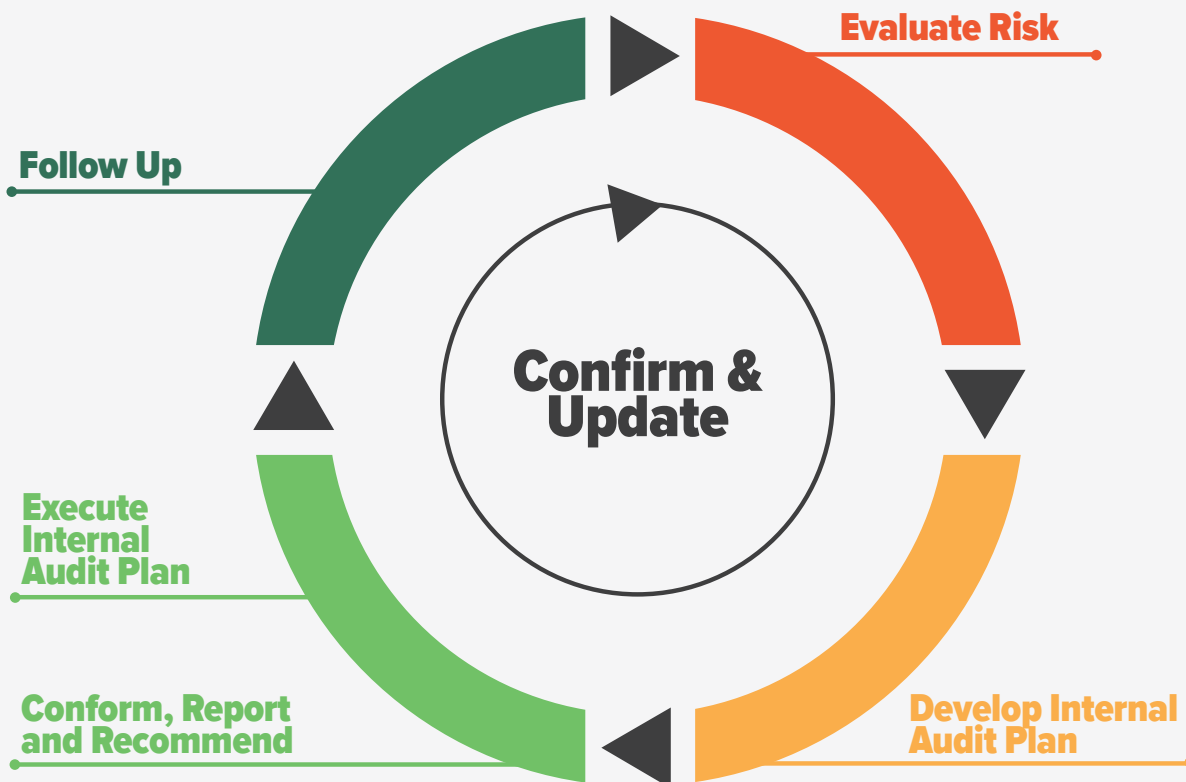 Evaluate Risk
Follow Up
Confirm &
Update
Execute
Internal
Audit Plan
Conform, Report
and Recommend
Develop Internal
Audit Plan